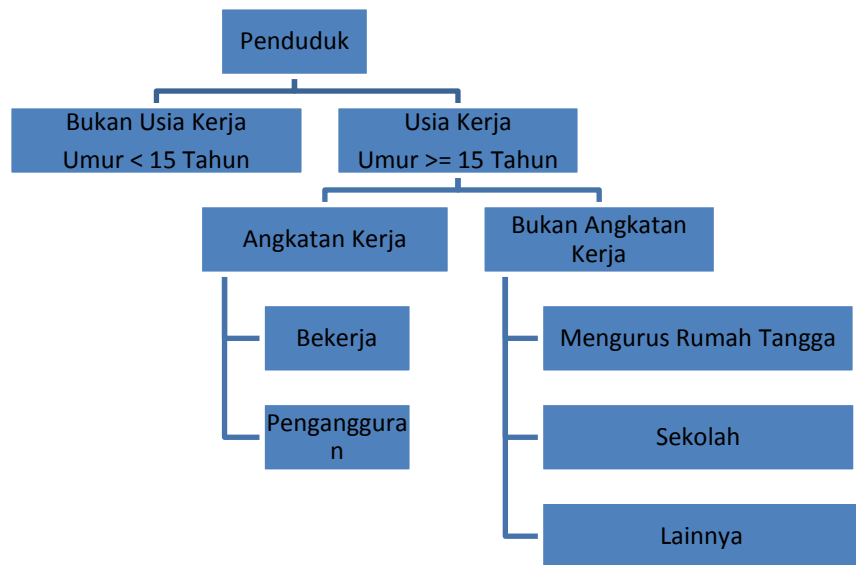 Penduduk
Bukan Usia Kerja
Umur < 15 Tahun
Usia Kerja
Umur >= 15 Tahun
Angkatan Kerja
Bukan Angkatan
Kerja
Bekerja
Penganggura
n
Mengurus Rumah Tangga
Sekolah
Lainnya